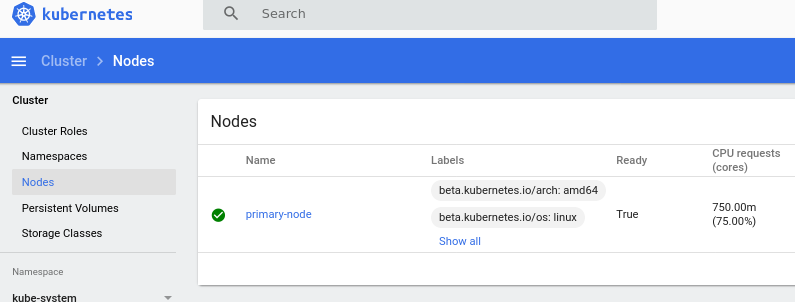 kubernetes
Search
Cluster > Nodes
Cluster
Cluster Roles
Namespaces
Nodes
Persistent Volumes
Storage Classes
Namespace
kube-system
Nodes
Name Labels Ready CPU requests
(cores)
beta.kubernetes.io/arch: amd64
primary-node beta.kubernetes.io/os: linux True 750.00m
(75.00%)
Show all